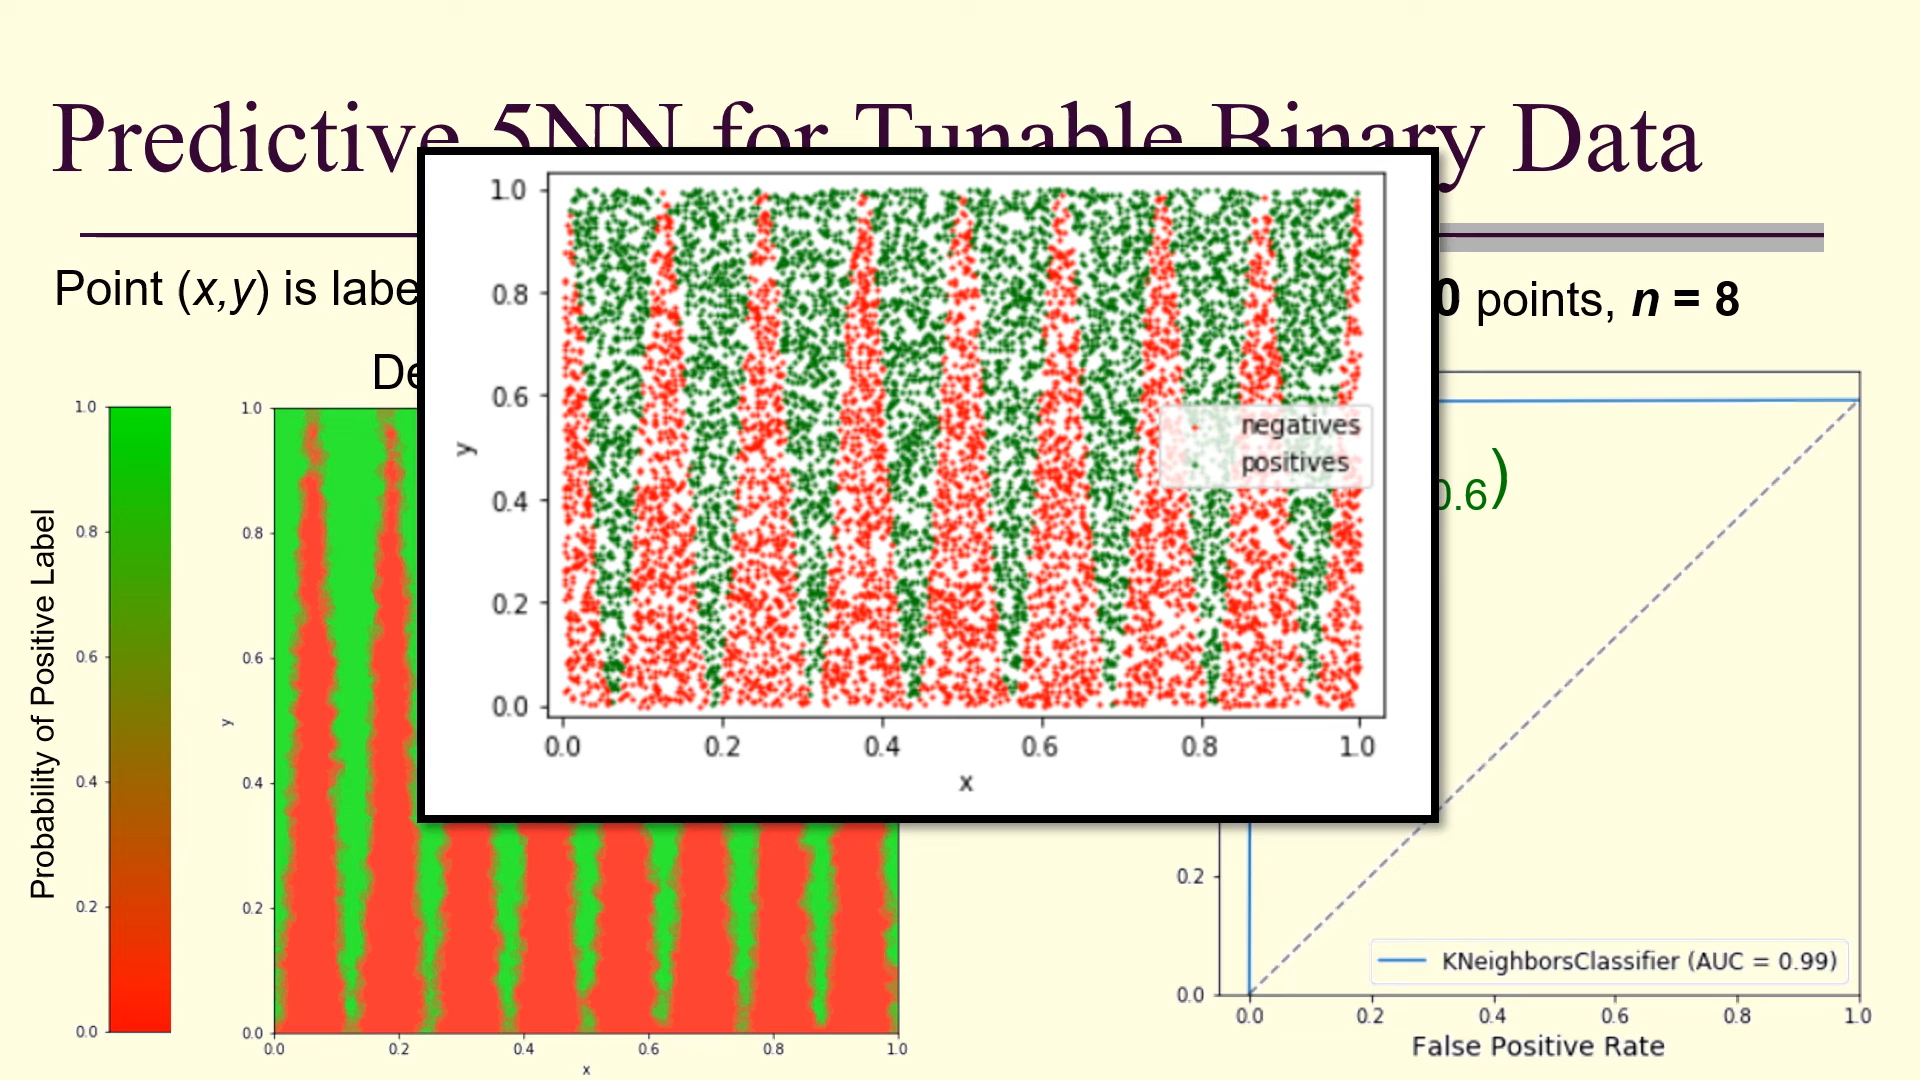 Predictive 5NN for Tunable Binary Data
Point (x,y) is labe
0 points, n = 8
De
0.6)
Probability of Positive Label
1.0
0.8
0.6
0.4
0.2
0.0
1.0
0.8
0.6
0.4
0.2
0.0
y
0.0 0.2 0.4 0.6 0.8 1.0
x
1.0
0.8
0.6
0.4
0.2
0.0
y
negatives
positives
0.0 0.2 0.4 0.6 0.8 1.0
x
0.2
0.0
KNeighborsClassifier (AUC = 0.99)
0.0 0.2 0.4 0.6 0.8 1.0
False Positive Rate